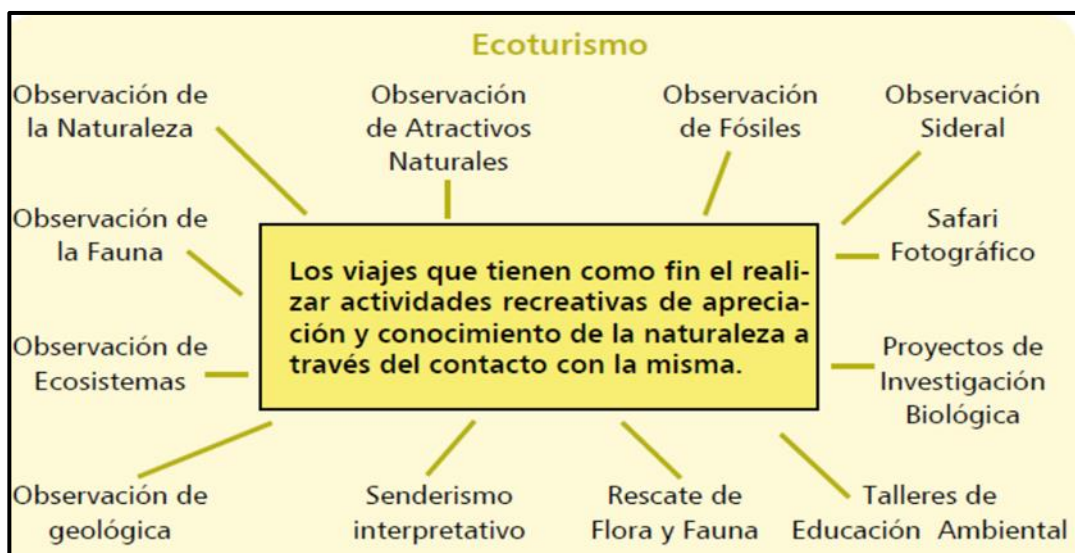 Ecoturismo
Observación de
la Naturaleza
Observación
de Atractivos
Naturales
Observación
de Fósiles
Observación
Sideral
Observación de
la Fauna
Safari
Fotográfico
Los viajes que tienen como fin el reali-
zar actividades recreativas de aprecia-
ción y conocimiento de la naturaleza a
través del contacto con la misma.
Observación de
Ecosistemas
Proyectos de
Investigación
Biológica
Observación de
geológica
Senderismo
interpretativo
Rescate de
Flora y Fauna
Talleres de
Educación Ambiental